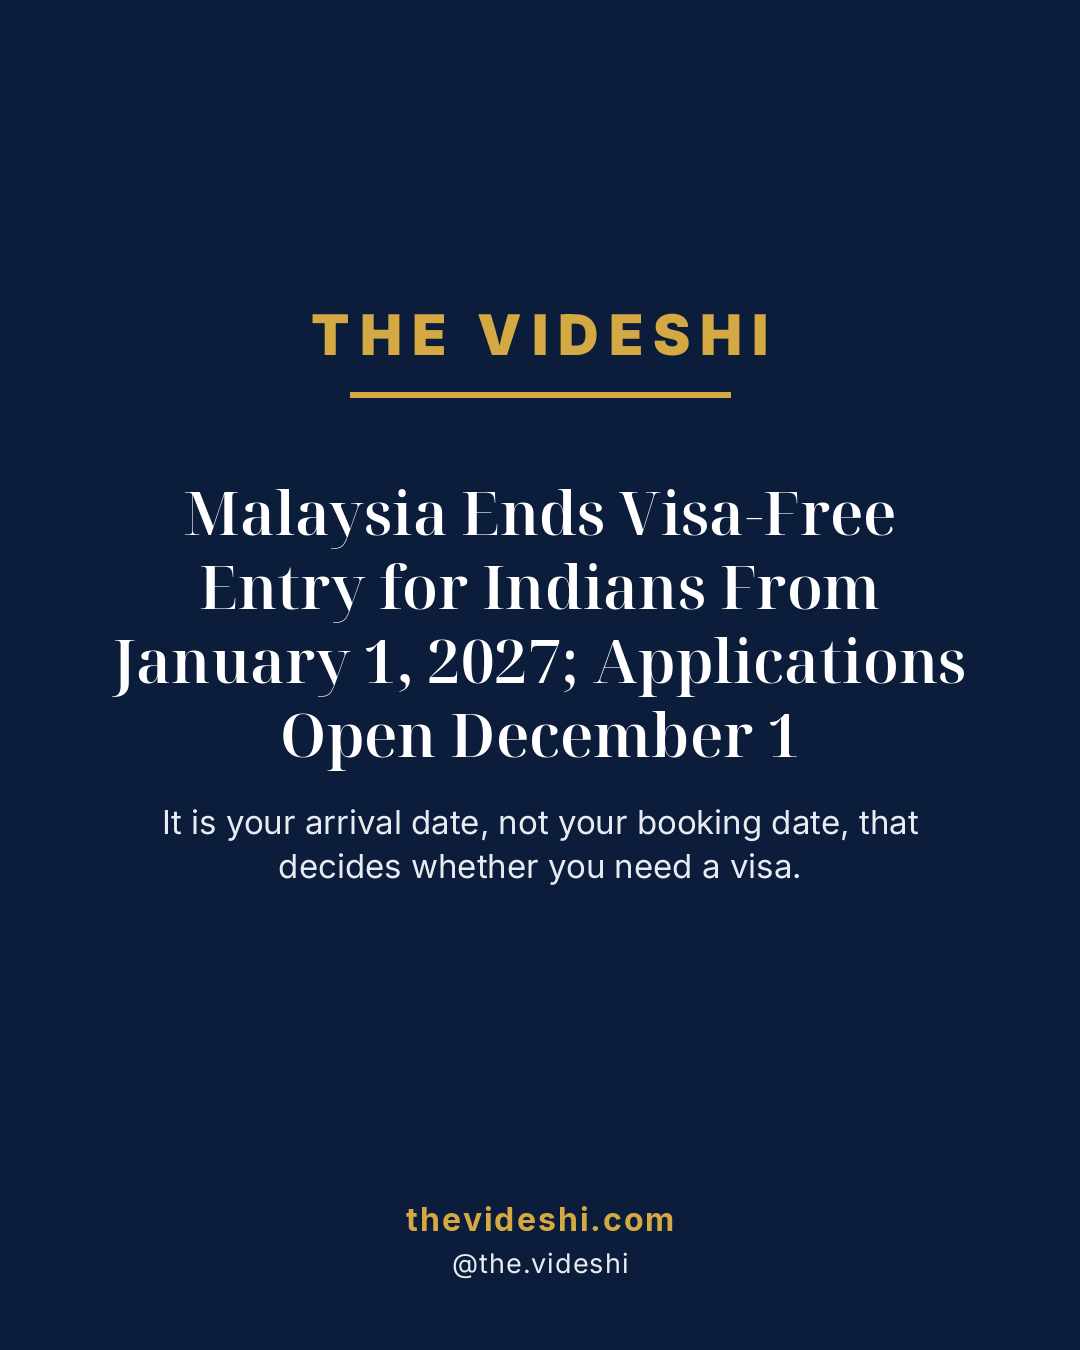 THE VIDESHI
Malaysia Ends Visa-Free
Entry for Indians From
January 1, 2027; Applications
Open December 1
It is your arrival date, not your booking date, that
decides whether you need a visa.
thevideshi.com
@the.videshi